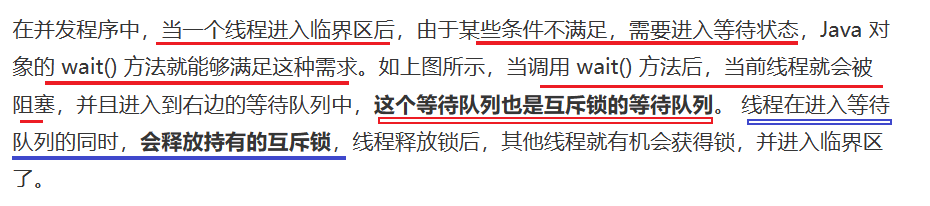 在并发程序中，当一个线程进入临界区后，由于某些条件不满足，需要进入等待状态，Java 对
象的 wait() 方法就能够满足这种需求。如上图所示，当调用 wait() 方法后，当前线程就会被
阻塞，并且进入到右边的等待队列中，这个等待队列也是互斥锁的等待队列。 线程在进入等待
队列的同时，会释放持有的互斥锁，线程释放锁后，其他线程就有机会获得锁，并进入临界区
了。